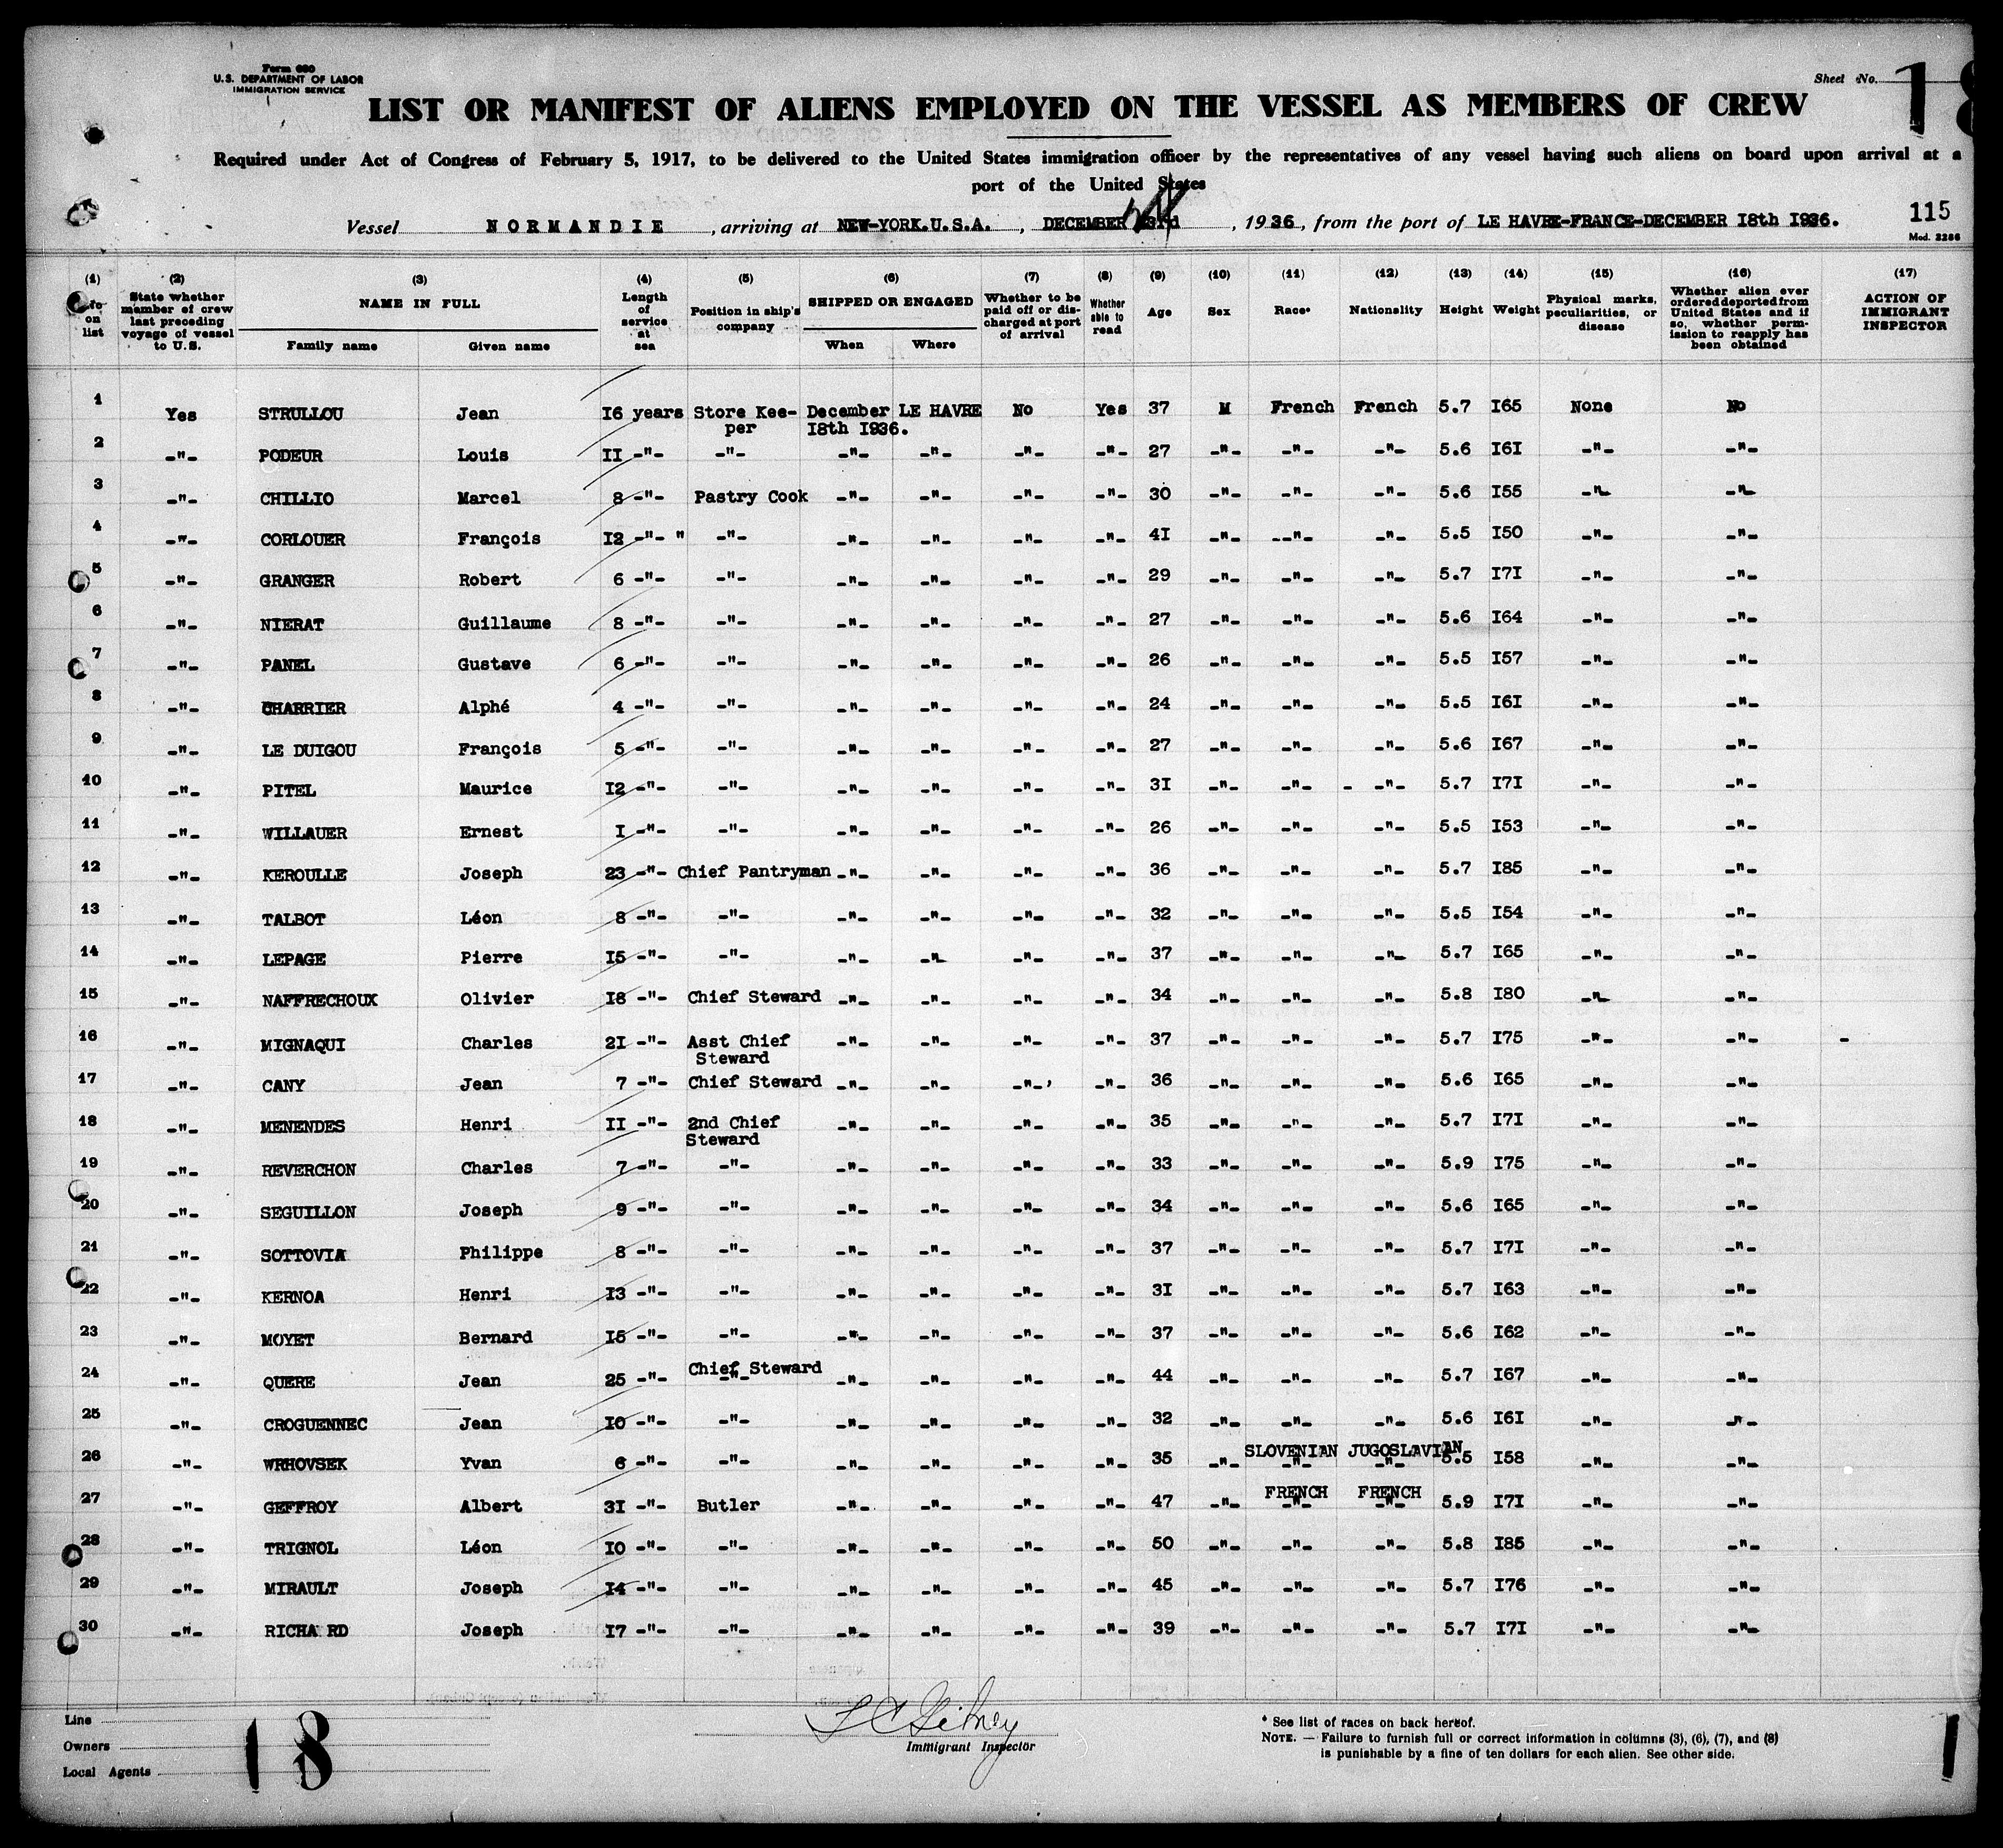 Form 680
U.S. DEPARTMENT OF LABOR
IMMIGRATION SERVICE
Sheet No. 18
LIST OR MANIFEST OF ALIENS EMPLOYED ON THE VESSEL AS MEMBERS OF CREW
Required under Act of Congress of February 5, 1917, to be delivered to the United States immigration officer by the representatives of any vessel having such aliens on board upon arrival at a
port of the United States
Vessel NORMANDIE, arriving at NEW-YORK.U.S.A., DECEMBER 23rd, 1936, from the port of LE HAVRE-FRANCE-DECEMBER I8th I936.
115
Mod. 2286
(1) (2) (3) (4) (5) (6) (7) (8) (9) (10) (11) (12) (13) (14) (15) (16) (17)
No on list
State whether member of crew last preceding voyage of vessel to U.S.
NAME IN FULL
Family name Given name
Length of service at sea
Position in ship's company
SHIPPED OR ENGAGED
When Where
Whether to be paid off or discharged at port of arrival
Whether able to read
Age Sex Race* Nationality Height Weight
Physical marks, peculiarities, or disease
Whether alien ever ordered deported from United States and if so, whether permission to reapply has been obtained
ACTION OF IMMIGRANT INSPECTOR
1 Yes STRULLOU Jean I6 years Store Kee-per December I8th I936. LE HAVRE No Yes 37 M French French 5.7 I65 None No
2 -"- PODEUR Louis II -"- -"- -"- -"- -"- -"- 27 -"- -"- -"- 5.6 I6I -"- -"-
3 -"- CHILLIO Marcel 8 -"- Pastry Cook -"- -"- -"- -"- 30 -"- -"- -"- 5.6 I55 -"- -"-
4 -"- CORLOUER François I2 -"- " -"- -"- -"- -"- -"- 4I -"- -"- -"- 5.5 I50 -"- -"-
5 -"- GRANGER Robert 6 -"- -"- -"- -"- -"- -"- 29 -"- -"- -"- 5.7 I7I -"- -"-
6 -"- NIERAT Guillaume 8 -"- -"- -"- -"- -"- -"- 27 -"- -"- -"- 5.6 I64 -"- -"-
7 -"- PANEL Gustave 6 -"- -"- -"- -"- -"- -"- 26 -"- -"- -"- 5.5 I57 -"- -"-
8 -"- CHARRIER Alphé 4 -"- -"- -"- -"- -"- -"- 24 -"- -"- -"- 5.5 I6I -"- -"-
9 -"- LE DUIGOU François 5 -"- -"- -"- -"- -"- -"- 27 -"- -"- -"- 5.6 I67 -"- -"-
10 -"- PITEL Maurice I2 -"- -"- -"- -"- -"- -"- 3I -"- -"- - -"- 5.7 I7I -"- -"-
11 -"- WILLAUER Ernest I -"- -"- -"- -"- -"- -"- 26 -"- -"- -"- 5.5 I53 -"- -"-
12 -"- KEROULLE Joseph 23 -"- Chief Pantryman -"- -"- -"- -"- 36 -"- -"- -"- 5.7 I85 -"- -"-
13 -"- TALBOT Léon 8 -"- -"- -"- -"- -"- -"- 32 -"- -"- -"- 5.5 I54 -"- -"-
14 -"- LEPAGE Pierre I5 -"- -"- -"- -"- -"- -"- 37 -"- -"- -"- 5.7 I65 -"- -"-
15 -"- NAFFRECHOUX Olivier I8 -"- Chief Steward -"- -"- -"- -"- 34 -"- -"- -"- 5.8 I80 -"- -"-
16 -"- MIGNAQUI Charles 2I -"- Asst Chief Steward -"- -"- -"- -"- 37 -"- -"- -"- 5.7 I75 -"- -"- -
17 -"- CANY Jean 7 -"- Chief Steward -"- -"- -"-, -"- 36 -"- -"- -"- 5.6 I65 -"- -"-
18 -"- MENENDES Henri II -"- 2nd Chief Steward -"- -"- -"- -"- 35 -"- -"- -"- 5.7 I7I -"- -"-
19 -"- REVERCHON Charles 7 -"- -"- -"- -"- -"- -"- 33 -"- -"- -"- 5.9 I75 -"- -"-
20 -"- SEGUILLON Joseph 9 -"- -"- -"- -"- -"- -"- 34 -"- -"- -"- 5.6 I65 -"- -"-
21 -"- SOTTOVIA Philippe 8 -"- -"- -"- -"- -"- -"- 37 -"- -"- -"- 5.7 I7I -"- -"-
22 -"- KERNOA Henri I3 -"- -"- -"- -"- -"- -"- 3I -"- -"- -"- 5.7 I63 -"- -"-
23 -"- MOYET Bernard I5 -"- -"- -"- -"- -"- -"- 37 -"- -"- -"- 5.6 I62 -"- -"-
24 -"- QUERE Jean 25 -"- Chief Steward -"- -"- -"- -"- -"- 44 -"- -"- -"- 5.7 I67 -"- -"-
25 -"- CROGUENNEC Jean I0 -"- -"- -"- -"- -"- -"- 32 -"- -"- -"- 5.6 I6I -"- -"-
26 -"- WRHOVSEK Yvan 6 -"- -"- -"- -"- -"- -"- 35 -"- SLOVENIAN JUGOSLAVIAN 5.5 I58 -"- -"-
27 -"- GEFFROY Albert 3I -"- Butler -"- -"- -"- -"- 47 -"- FRENCH FRENCH 5.9 I7I -"- -"-
28 -"- TRIGNOL Léon I0 -"- -"- -"- -"- -"- -"- 50 -"- -"- -"- 5.8 I85 -"- -"-
29 -"- MIRAULT Joseph I4 -"- -"- -"- -"- -"- -"- 45 -"- -"- -"- 5.7 I76 -"- -"-
30 -"- RICHA RD Joseph I7 -"- -"- -"- -"- -"- -"- 39 -"- -"- -"- 5.7 I7I -"- -"-
Line
Owners
Local Agents
18
Immigrant Inspector
* See list of races on back hereof.
NOTE. — Failure to furnish full or correct information in columns (3), (6), (7), and (8)
is punishable by a fine of ten dollars for each alien. See other side.
1